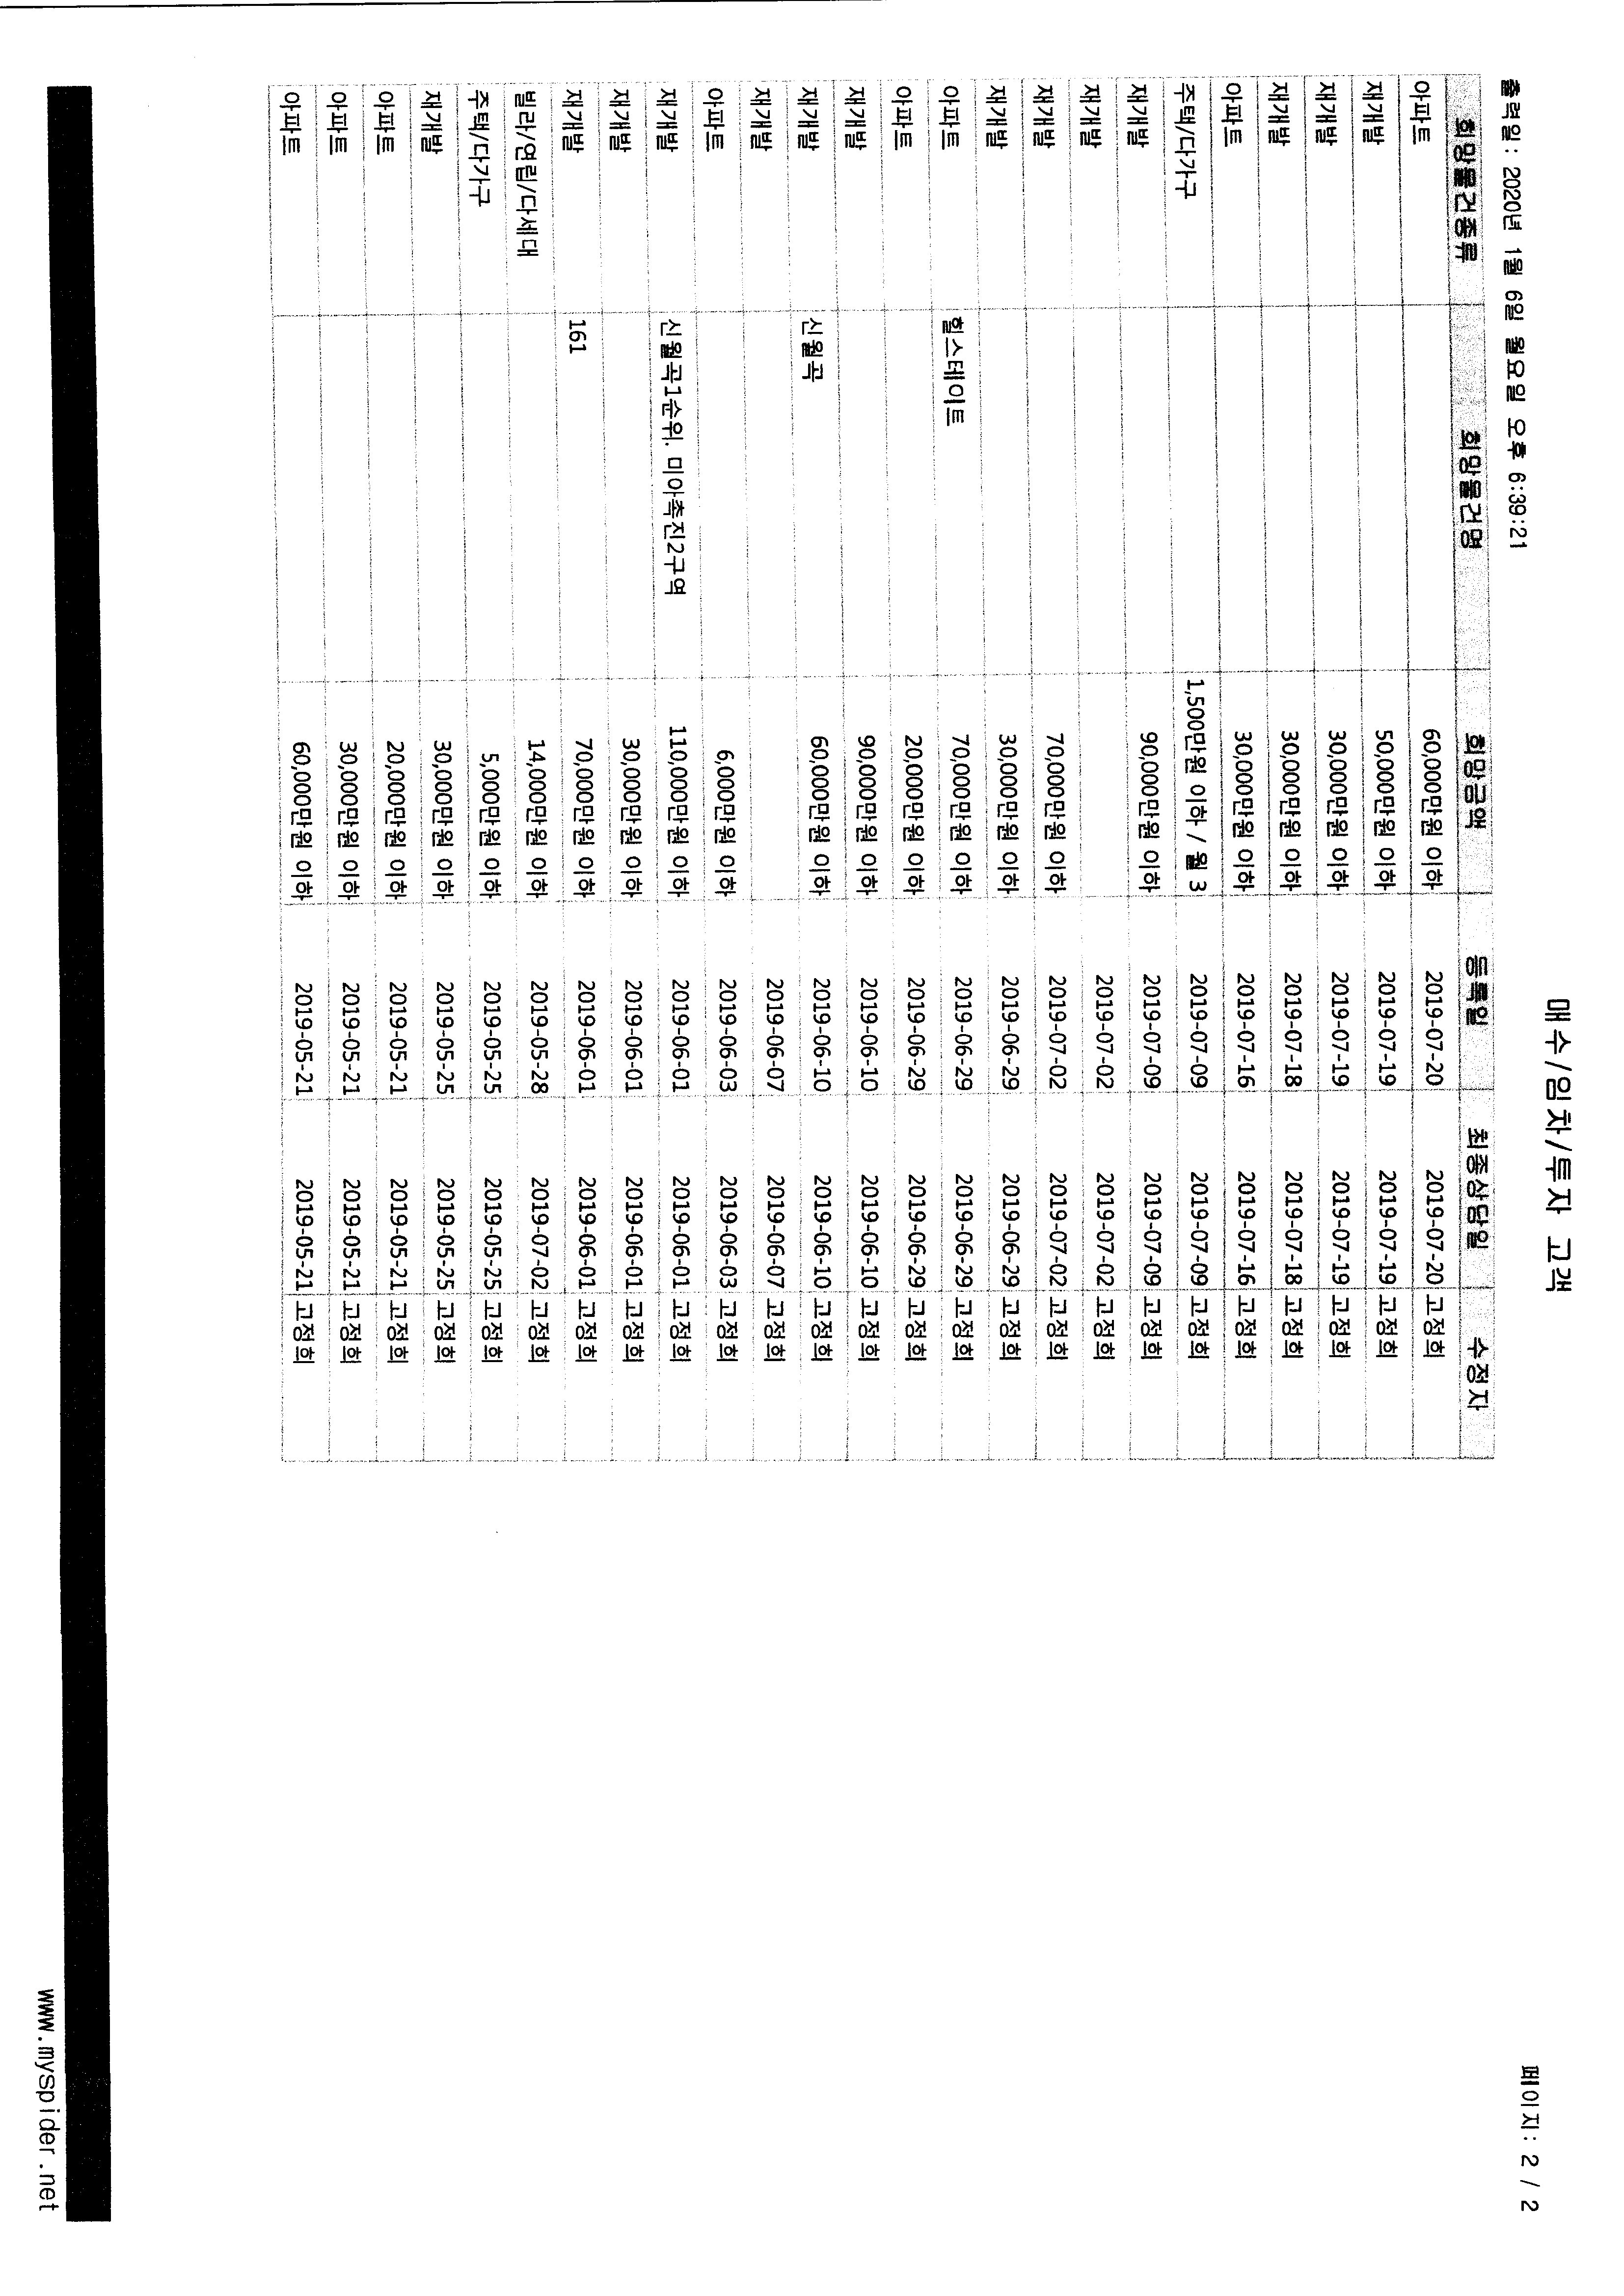 매수/임차/투자 고객
출력일: 2020년 1월 6일 월요일 오후 6:39:21
페이지: 2 / 2
희망물건종류 희망물건명 희망금액 등록일 최종상담일 수정자
아파트 60,000만원 이하 2019-07-20 2019-07-20 고정희
재개발 50,000만원 이하 2019-07-19 2019-07-19 고정희
재개발 30,000만원 이하 2019-07-19 2019-07-19 고정희
재개발 30,000만원 이하 2019-07-18 2019-07-18 고정희
아파트 30,000만원 이하 2019-07-16 2019-07-16 고정희
주택/다가구 1,500만원 이하 / 월 3 2019-07-09 2019-07-09 고정희
재개발 90,000만원 이하 2019-07-09 2019-07-09 고정희
재개발 2019-07-02 2019-07-02 고정희
재개발 70,000만원 이하 2019-07-02 2019-07-02 고정희
재개발 30,000만원 이하 2019-06-29 2019-06-29 고정희
아파트 힐스테이트 70,000만원 이하 2019-06-29 2019-06-29 고정희
아파트 20,000만원 이하 2019-06-29 2019-06-29 고정희
재개발 90,000만원 이하 2019-06-10 2019-06-10 고정희
재개발 신월곡 60,000만원 이하 2019-06-10 2019-06-10 고정희
재개발 2019-06-07 2019-06-07 고정희
아파트 6,000만원 이하 2019-06-03 2019-06-03 고정희
재개발 신월곡1순위. 미아촉진2구역 110,000만원 이하 2019-06-01 2019-06-01 고정희
재개발 30,000만원 이하 2019-06-01 2019-06-01 고정희
재개발 161 70,000만원 이하 2019-06-01 2019-06-01 고정희
빌라/연립/다세대 14,000만원 이하 2019-05-28 2019-07-02 고정희
주택/다가구 5,000만원 이하 2019-05-25 2019-05-25 고정희
재개발 30,000만원 이하 2019-05-25 2019-05-25 고정희
아파트 20,000만원 이하 2019-05-21 2019-05-21 고정희
아파트 30,000만원 이하 2019-05-21 2019-05-21 고정희
아파트 60,000만원 이하 2019-05-21 2019-05-21 고정희
www.myspider.net